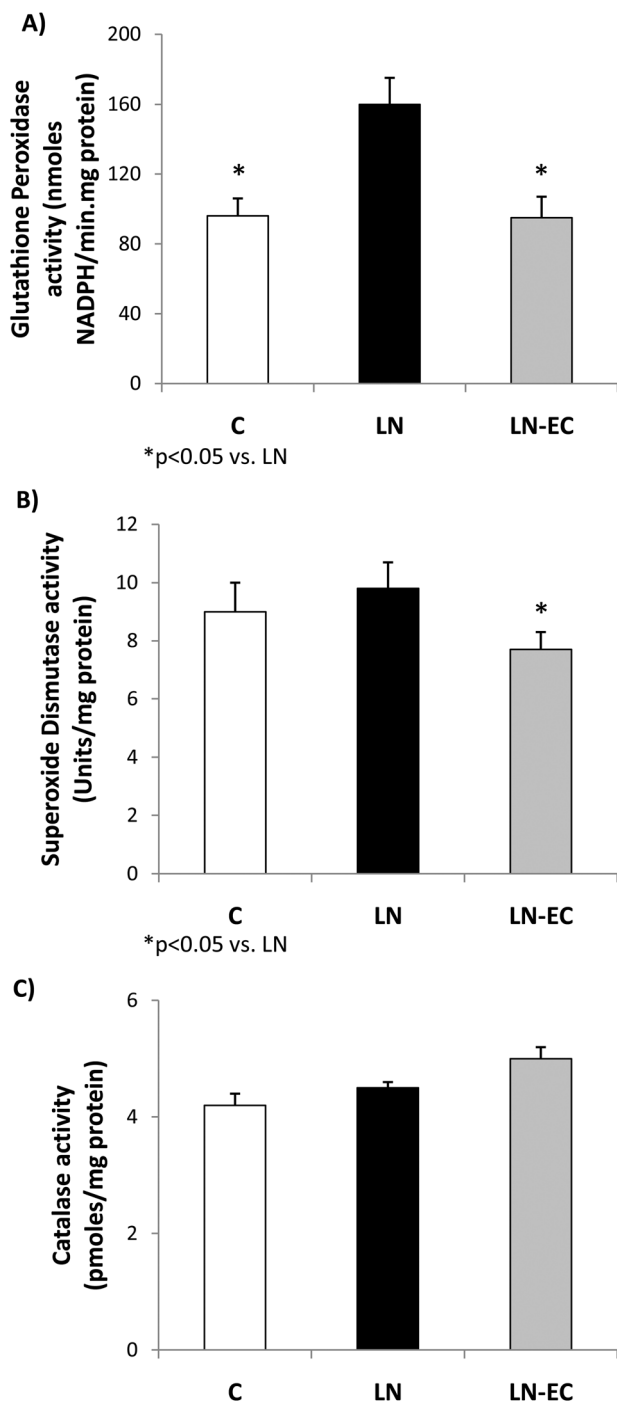 A)
Glutathione Peroxidase
activity (nmoles
NADPH/min.mg protein)
200
160
120
80
40
0
*
*
C LN LN-EC
*p<0.05 vs. LN
B)
Superoxide Dismutase activity
(Units/mg protein)
12
10
8
6
4
2
0
*
C LN LN-EC
*p<0.05 vs. LN
C)
Catalase activity
(pmoles/mg protein)
6
4
2
0
C LN LN-EC